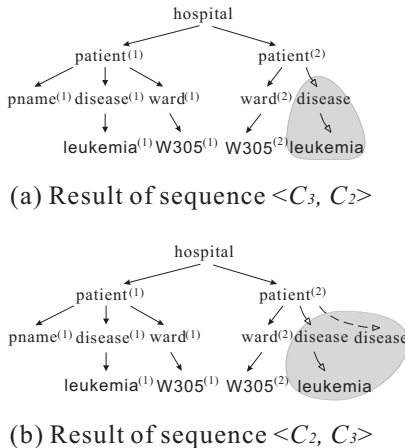 hospital
patient(1) patient(2)
pname(1) disease(1) ward(1) ward(2) disease
leukemia(1) W305(1) W305(2) leukemia
(a) Result of sequence <C3, C2>
hospital
patient(1) patient(2)
pname(1) disease(1) ward(1) ward(2) disease disease
leukemia(1) W305(1) W305(2) leukemia
(b) Result of sequence <C2, C3>